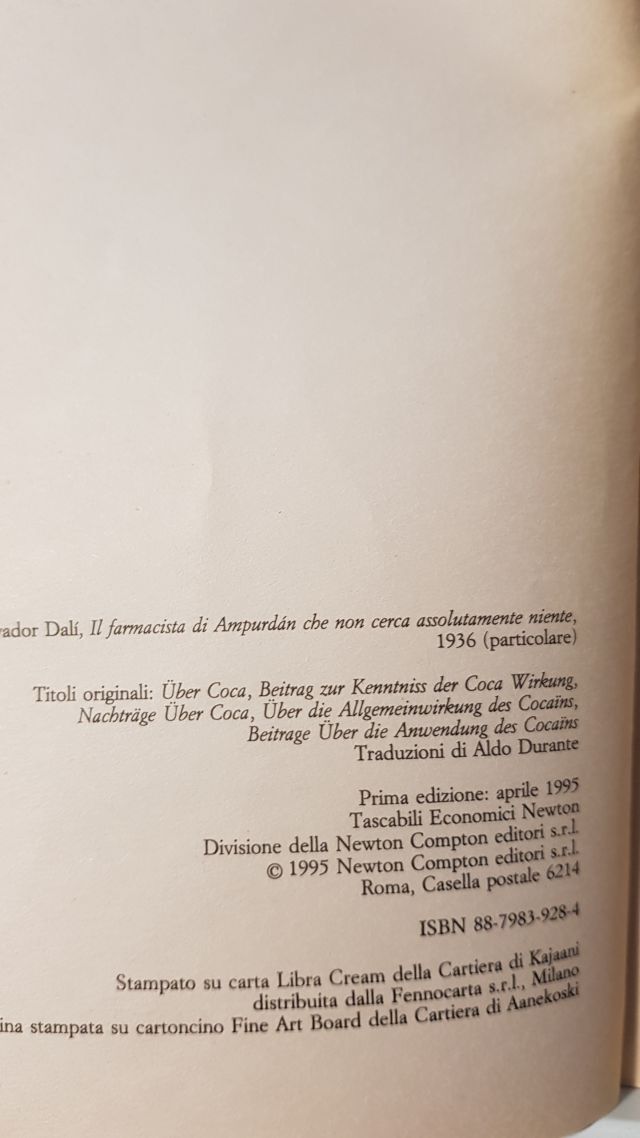 vador Dalí, Il farmacista di Ampurdán che non cerca assolutamente niente,
1936 (particolare)
Titoli originali: Über Coca, Beitrag zur Kenntniss der Coca Wirkung,
Nachträge Über Coca, Über die Allgemeinwirkung des Cocaïns,
Beitrage Über die Anwendung des Cocaïns
Traduzioni di Aldo Durante
Prima edizione: aprile 1995
Tascabili Economici Newton
Divisione della Newton Compton editori s.r.l.
© 1995 Newton Compton editori s.r.l.
Roma, Casella postale 6214
ISBN 88-7983-928-4
Stampato su carta Libra Cream della Cartiera di Kajaani
distribuita dalla Fennocarta s.r.l., Milano
ina stampata su cartoncino Fine Art Board della Cartiera di Aanekoski